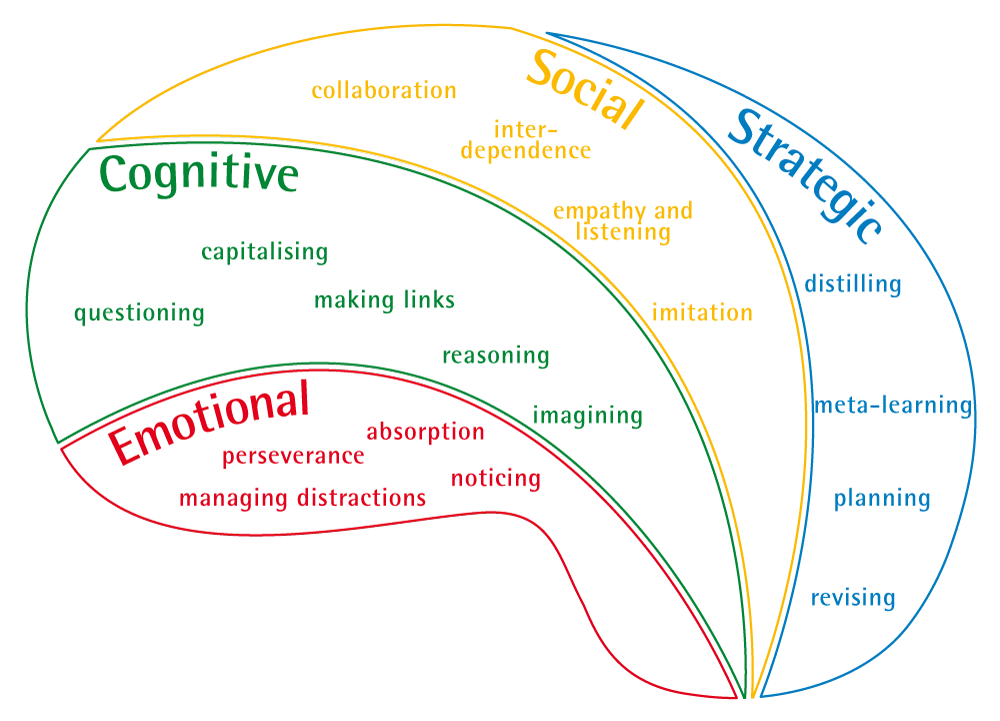 Social
collaboration
inter-
dependence
empathy and
listening
imitation
Strategic
distilling
meta-learning
planning
revising
Cognitive
capitalising
making links
questioning
reasoning
imagining
Emotional
absorption
perseverance
noticing
managing distractions